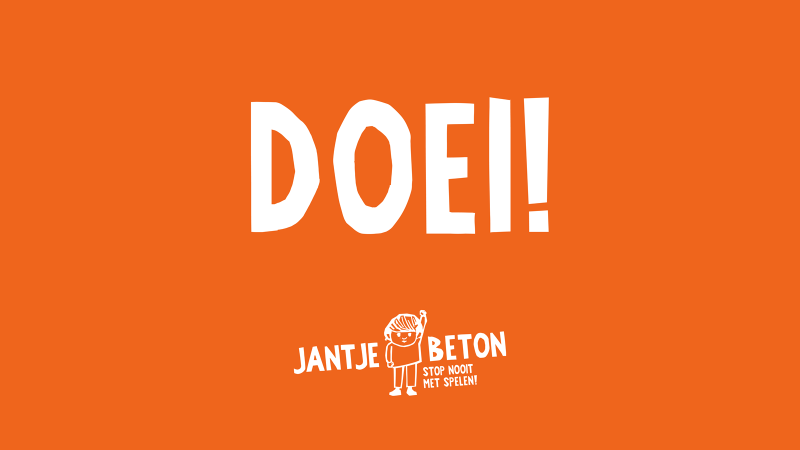 DOEI!
JANTJE BETON
STOP NOOIT
MET SPELEN!